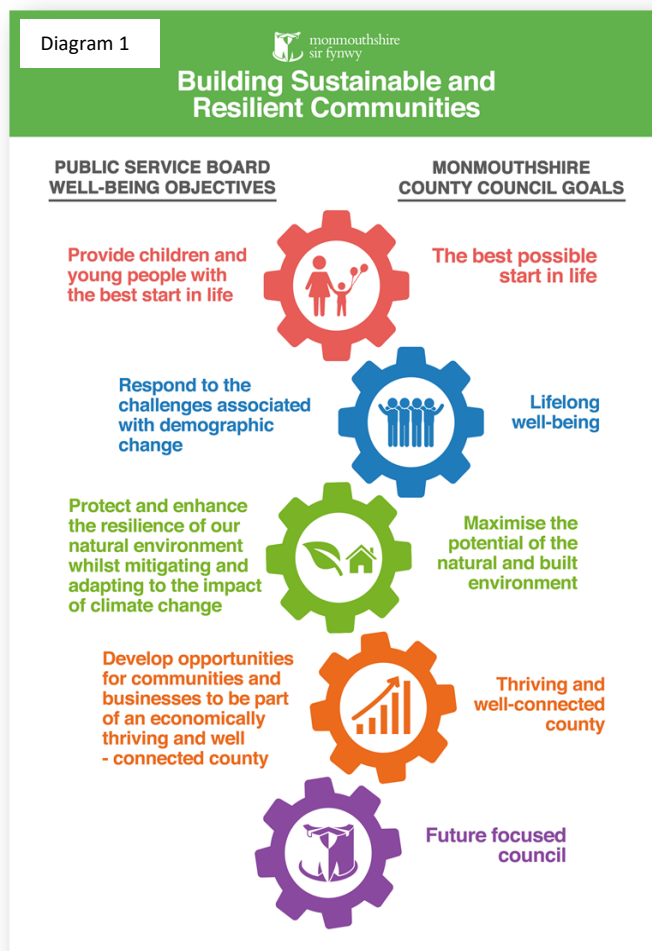 Diagram 1
monmouthshire
sir fynwy
Building Sustainable and
Resilient Communities
PUBLIC SERVICE BOARD
WELL-BEING OBJECTIVES
MONMOUTHSHIRE
COUNTY COUNCIL GOALS
Provide children and
young people with
the best start in life
The best possible
start in life
Respond to the
challenges associated
with demographic
change
Lifelong
well-being
Protect and enhance
the resilience of our
natural environment
whilst mitigating and
adapting to the impact
of climate change
Maximise the
potential of the
natural and built
environment
Develop opportunities
for communities and
businesses to be part
of an economically
thriving and well
- connected county
Thriving and
well-connected
county
Future focused
council